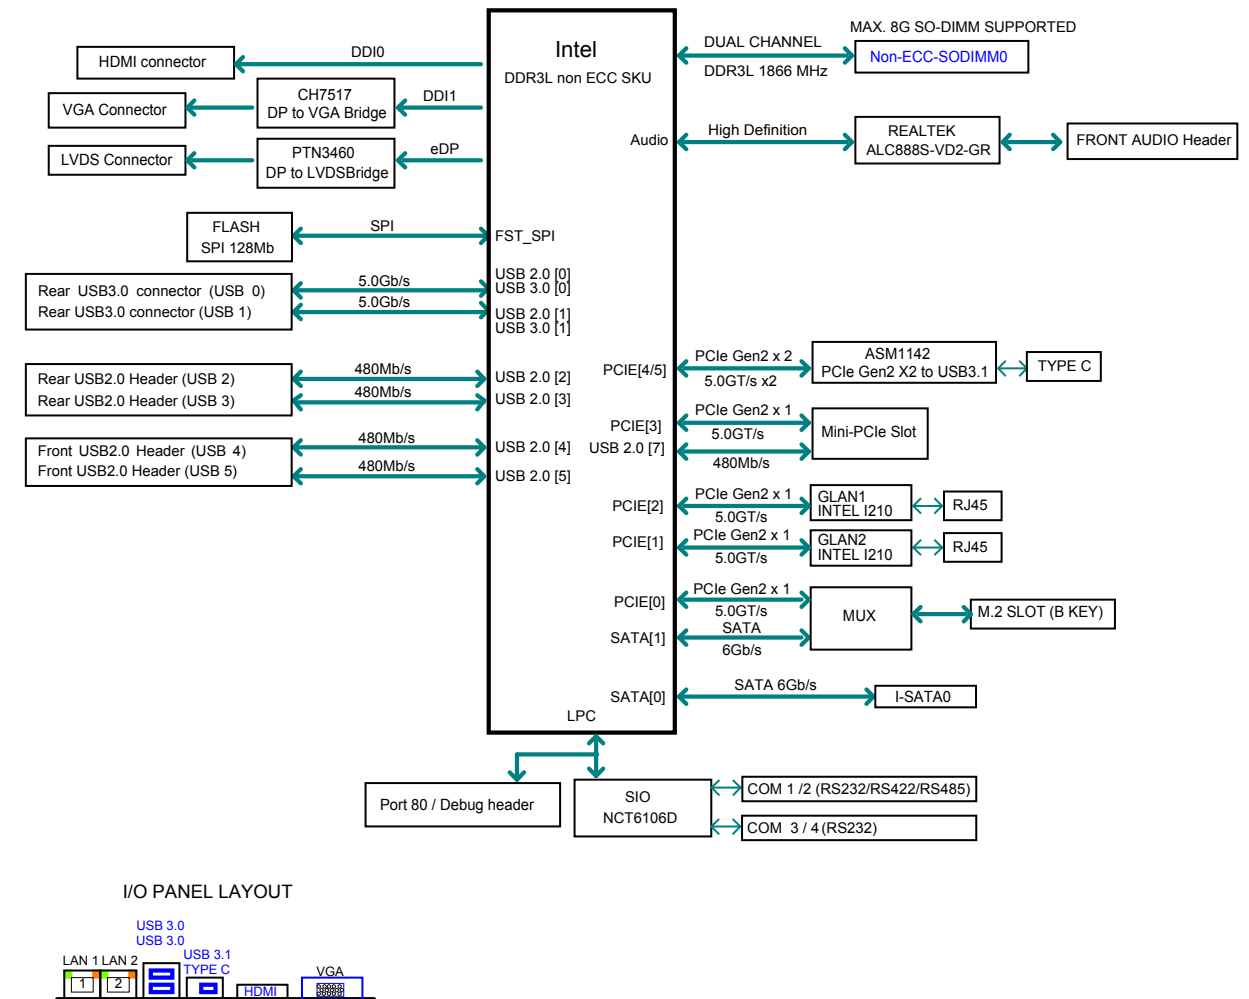 MAX. 8G SO-DIMM SUPPORTED
Intel
DDR3L non ECC SKU
DUAL CHANNEL
DDR3L 1866 MHz
Non-ECC-SODIMM0
HDMI connector
DDI0
VGA Connector
CH7517
DP to VGA Bridge
DDI1
LVDS Connector
PTN3460
DP to LVDSBridge
eDP
Audio
High Definition
REALTEK
ALC888S-VD2-GR
FRONT AUDIO Header
FLASH
SPI 128Mb
SPI
FST_SPI
Rear USB3.0 connector (USB 0)
Rear USB3.0 connector (USB 1)
5.0Gb/s
5.0Gb/s
USB 2.0 [0]
USB 3.0 [0]
USB 2.0 [1]
USB 3.0 [1]
Rear USB2.0 Header (USB 2)
Rear USB2.0 Header (USB 3)
480Mb/s
480Mb/s
USB 2.0 [2]
USB 2.0 [3]
Front USB2.0 Header (USB 4)
Front USB2.0 Header (USB 5)
480Mb/s
480Mb/s
USB 2.0 [4]
USB 2.0 [5]
PCIE[4/5]
PCIe Gen2 x 2
5.0GT/s x2
ASM1142
PCIe Gen2 X2 to USB3.1
TYPE C
PCIE[3]
USB 2.0 [7]
PCIe Gen2 x 1
5.0GT/s
480Mb/s
Mini-PCIe Slot
PCIE[2]
PCIe Gen2 x 1
5.0GT/s
GLAN1
INTEL I210
RJ45
PCIE[1]
PCIe Gen2 x 1
5.0GT/s
GLAN2
INTEL I210
RJ45
PCIE[0]
PCIe Gen2 x 1
5.0GT/s
SATA[1]
SATA
6Gb/s
MUX
M.2 SLOT (B KEY)
SATA[0]
SATA 6Gb/s
I-SATA0
LPC
Port 80 / Debug header
SIO
NCT6106D
COM 1 /2 (RS232/RS422/RS485)
COM 3 / 4 (RS232)
I/O PANEL LAYOUT
USB 3.0
USB 3.0
LAN 1 LAN 2
USB 3.1
TYPE C
VGA
1
2
HDMI